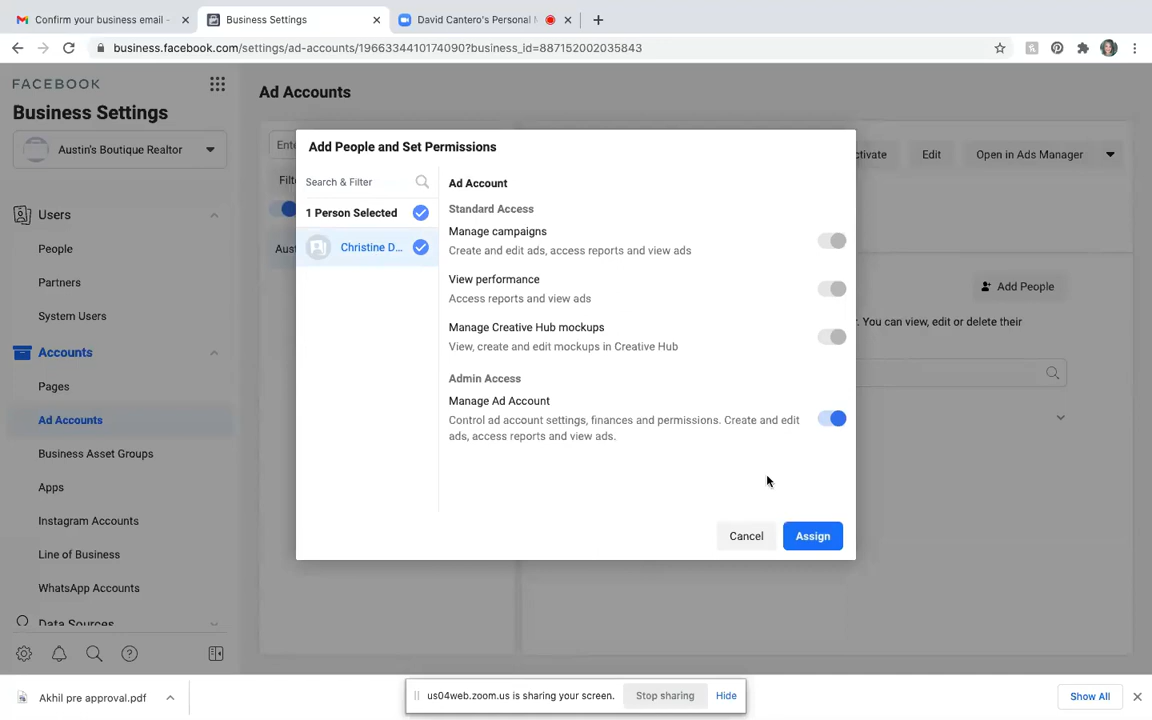 Confirm your business email -
Business Settings
David Cantero's Personal M
business.facebook.com/settings/ad-accounts/196633441017409​0?business_id=887152002035843
FACEBOOK
Business Settings
Austin's Boutique Realtor
Users
People
Partners
System Users
Accounts
Pages
Ad Accounts
Business Asset Groups
Apps
Instagram Accounts
Line of Business
WhatsApp Accounts
Data Sources
Ad Accounts
Edit
Open in Ads Manager
Add People
. You can view, edit or delete their
Add People and Set Permissions
Search & Filter
1 Person Selected
Christine D...
Ad Account
Standard Access
Manage campaigns
Create and edit ads, access reports and view ads
View performance
Access reports and view ads
Manage Creative Hub mockups
View, create and edit mockups in Creative Hub
Admin Access
Manage Ad Account
Control ad account settings, finances and permissions. Create and edit
ads, access reports and view ads.
Cancel
Assign
Akhil pre approval.pdf
us04web.zoom.us is sharing your screen.
Stop sharing
Hide
Show All